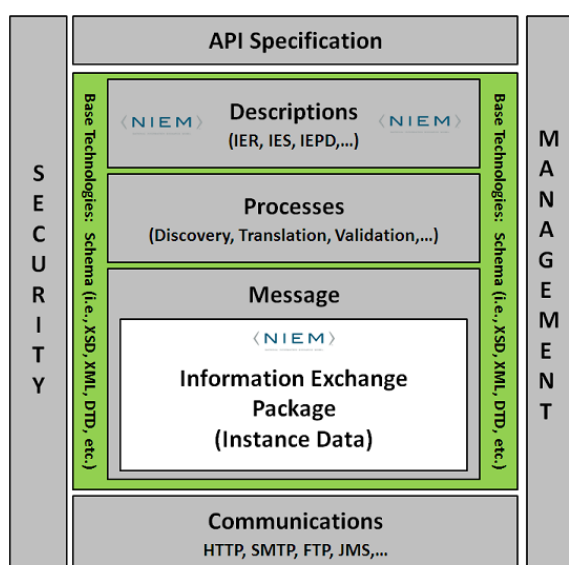 API Specification
SECURITY
Base Technologies: Schema (i.e., XSD, XML, DTD, etc.)
NIEM
Descriptions
NIEM
(IER, IES, IEPD,...)
Processes
(Discovery, Translation, Validation,...)
Message
NIEM
Information Exchange
Package
(Instance Data)
Base Technologies: Schema (i.e., XSD, XML, DTD, etc.)
MANAGEMENT
Communications
HTTP, SMTP, FTP, JMS,...